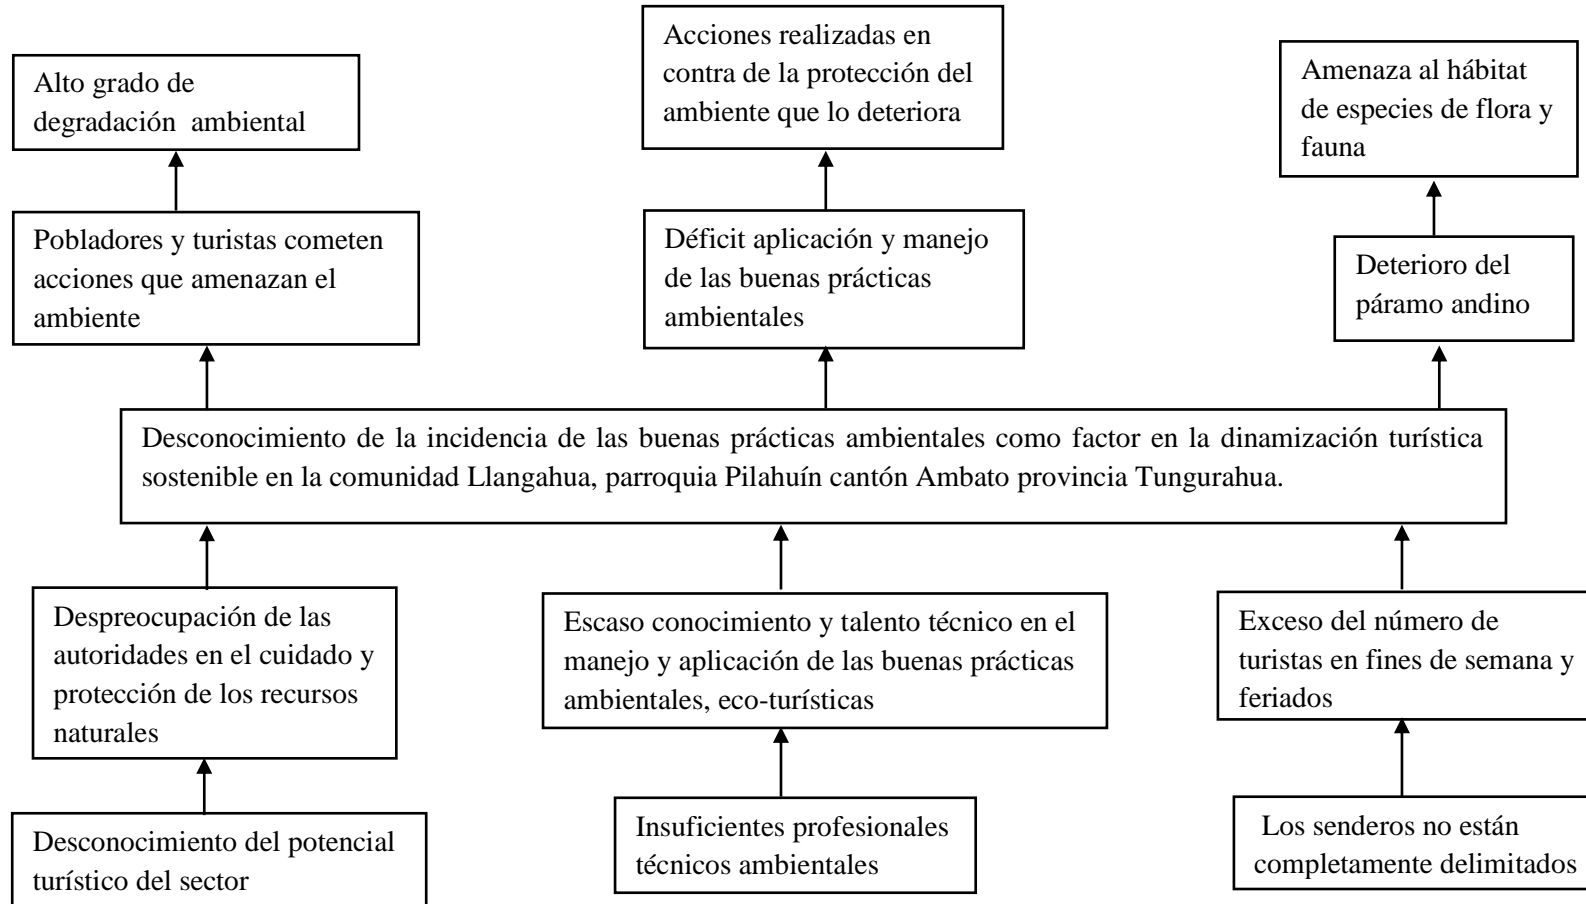 Alto grado de
degradación ambiental
Acciones realizadas en
contra de la protección del
ambiente que lo deteriora
Amenaza al hábitat
de especies de flora y
fauna
Pobladores y turistas cometen
acciones que amenazan el
ambiente
Déficit aplicación y manejo
de las buenas prácticas
ambientales
Deterioro del
páramo andino
Desconocimiento de la incidencia de las buenas prácticas ambientales como factor en la dinamización turística
sostenible en la comunidad Llangahua, parroquia Pilahuín cantón Ambato provincia Tungurahua.
Despreocupación de las
autoridades en el cuidado y
protección de los recursos
naturales
Escaso conocimiento y talento técnico en el
manejo y aplicación de las buenas prácticas
ambientales, eco-turísticas
Exceso del número de
turistas en fines de semana y
feriados
Desconocimiento del potencial
turístico del sector
Insuficientes profesionales
técnicos ambientales
Los senderos no están
completamente delimitados